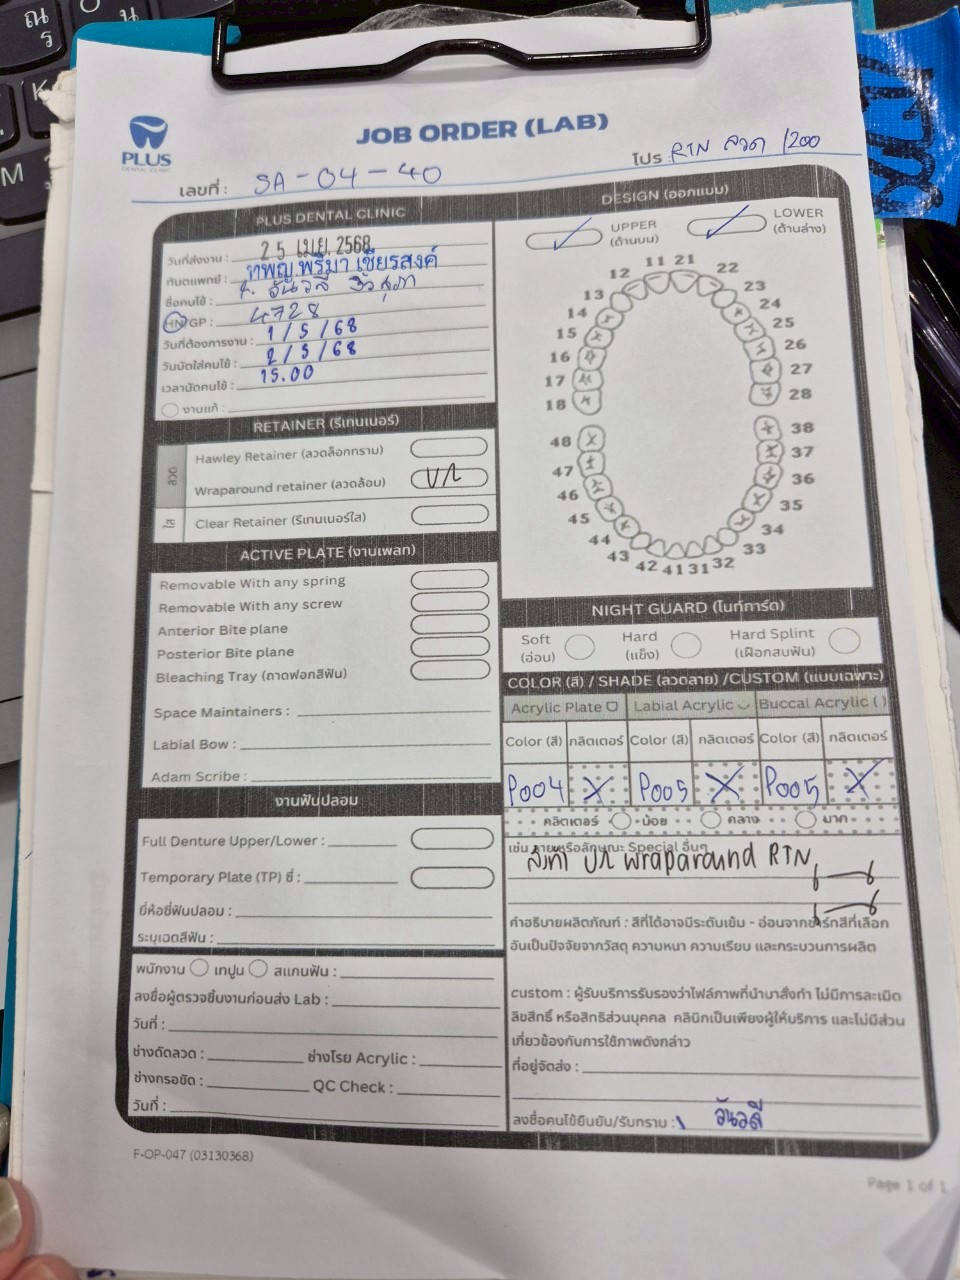 JOB ORDER (LAB)
PLUS
DENTAL CLINIC
เลขที่ : SA-04-40
โปร RTN ลวด 1200
PLUS DENTAL CLINIC
วันที่ส่งงาน : 25 เม.ย. 2568
ทันตแพทย์ : ทพญ.พรีมา เชียรสงค์
ชื่อคนไข้ :
HN/GP : 4728
วันที่ต้องการงาน : 1/5/68
วันนัดใส่คนไข้ : 2/5/68
เวลานัดคนไข้ : 15.00
งานแก้ :
RETAINER (รีเทนเนอร์)
ลวด
Hawley Retainer (ลวดล็อกกราม)
Wraparound retainer (ลวดล้อม) U/L
ใส
Clear Retainer (รีเทนเนอร์ใส)
ACTIVE PLATE (งานเพลท)
Removable With any spring
Removable With any screw
Anterior Bite plane
Posterior Bite plane
Bleaching Tray (ถาดฟอกสีฟัน)
Space Maintainers :
Labial Bow :
Adam Scribe :
งานฟันปลอม
Full Denture Upper/Lower :
Temporary Plate (TP) ซี่ :
ยี่ห้อซี่ฟันปลอม :
ระบุเฉดสีฟัน :
พนักงาน เทปูน สแกนฟัน :
ลงชื่อผู้ตรวจชิ้นงานก่อนส่ง Lab :
วันที่ :
ช่างดัดลวด : ช่างโรย Acrylic :
ช่างกรอขัด : QC Check :
วันที่ :
DESIGN (ออกแบบ)
UPPER (ด้านบน)
LOWER (ด้านล่าง)
11 21
12 22
13 23
14 24
15 25
16 26
17 27
18 28
48 38
47 37
46 36
45 35
44 34
43 33
42 41 31 32
NIGHT GUARD (ไนท์การ์ด)
Soft (อ่อน)
Hard (แข็ง)
Hard Splint (เฝือกสบฟัน)
COLOR (สี) / SHADE (ลวดลาย) /CUSTOM (แบบเฉพาะ)
Acrylic Plate Labial Acrylic Buccal Acrylic ( )
Color (สี) กลิตเตอร์ Color (สี) กลิตเตอร์ Color (สี) กลิตเตอร์
P004 X P005 X P005 X
กลิตเตอร์ น้อย กลาง มาก
เช่น ลายหรือลักษณะ Special อื่นๆ
สั่งทำ U/L wraparound RTN
6 6
6 6
คำอธิบายผลิตภัณฑ์ : สีที่ได้อาจมีระดับเข้ม - อ่อนจากชาร์ทสีที่เลือก
อันเป็นปัจจัยจากวัสดุ ความหนา ความเรียบ และกระบวนการผลิต
custom : ผู้รับบริการรับรองว่าไฟล์ภาพที่นำมาสั่งทำ ไม่มีการละเมิด
ลิขสิทธิ์ หรือสิทธิส่วนบุคคล คลินิกเป็นเพียงผู้ให้บริการ และไม่มีส่วน
เกี่ยวข้องกับการใช้ภาพดังกล่าว
ที่อยู่จัดส่ง :
ลงชื่อคนไข้ยืนยัน/รับทราบ : วันวลี
F-OP-047 (03130368)
Page 1 of 1